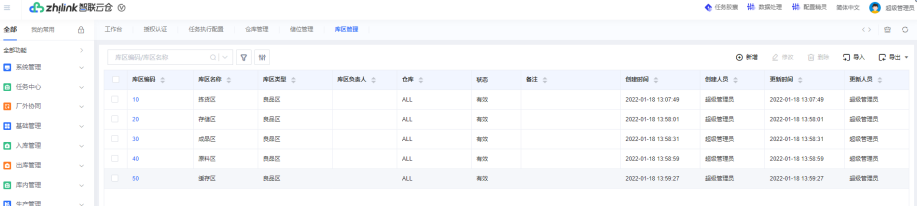 zhilink智联云仓
任务数据
数据处理
配置精灵
简体中文
超级管理员
全部
我的常用
工作台
授权认证
任务执行配置
仓库管理
储位管理
库区管理
全部功能
系统管理
任务中心
厂外协同
基础管理
入库管理
出库管理
库内管理
生产管理
库区编码/库区名称
新增 修改 删除 导入 导出
库区编码 库区名称 库区类型 库区负责人 仓库 状态 备注 创建时间 创建人员 更新时间 更新人员
10 拣货区 良品区 ALL 有效 2022-01-18 13:07:49 超级管理员 2022-01-18 13:07:49 超级管理员
20 存储区 良品区 ALL 有效 2022-01-18 13:58:01 超级管理员 2022-01-18 13:58:01 超级管理员
30 成品区 良品区 ALL 有效 2022-01-18 13:58:31 超级管理员 2022-01-18 13:58:31 超级管理员
40 原料区 良品区 ALL 有效 2022-01-18 13:58:59 超级管理员 2022-01-18 13:58:59 超级管理员
50 缓存区 良品区 ALL 有效 2022-01-18 13:59:27 超级管理员 2022-01-18 13:59:27 超级管理员